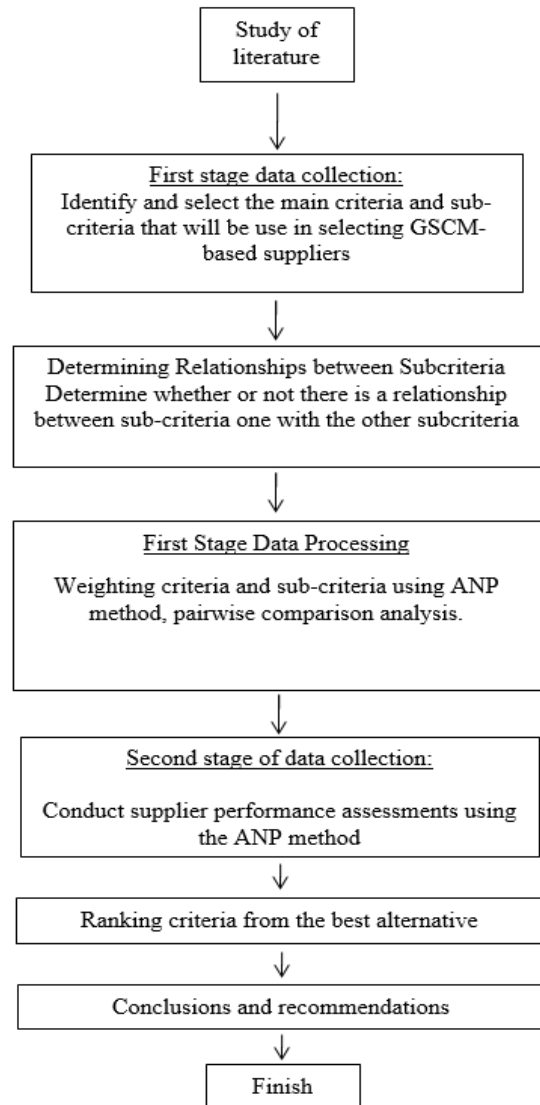 Study of
literature
First stage data collection:
Identify and select the main criteria and sub-
criteria that will be use in selecting GSCM-
based suppliers
Determining Relationships between Subcriteria
Determine whether or not there is a relationship
between sub-criteria one with the other subcriteria
First Stage Data Processing
Weighting criteria and sub-criteria using ANP
method, pairwise comparison analysis.
Second stage of data collection:
Conduct supplier performance assessments using
the ANP method
Ranking criteria from the best alternative
Conclusions and recommendations
Finish